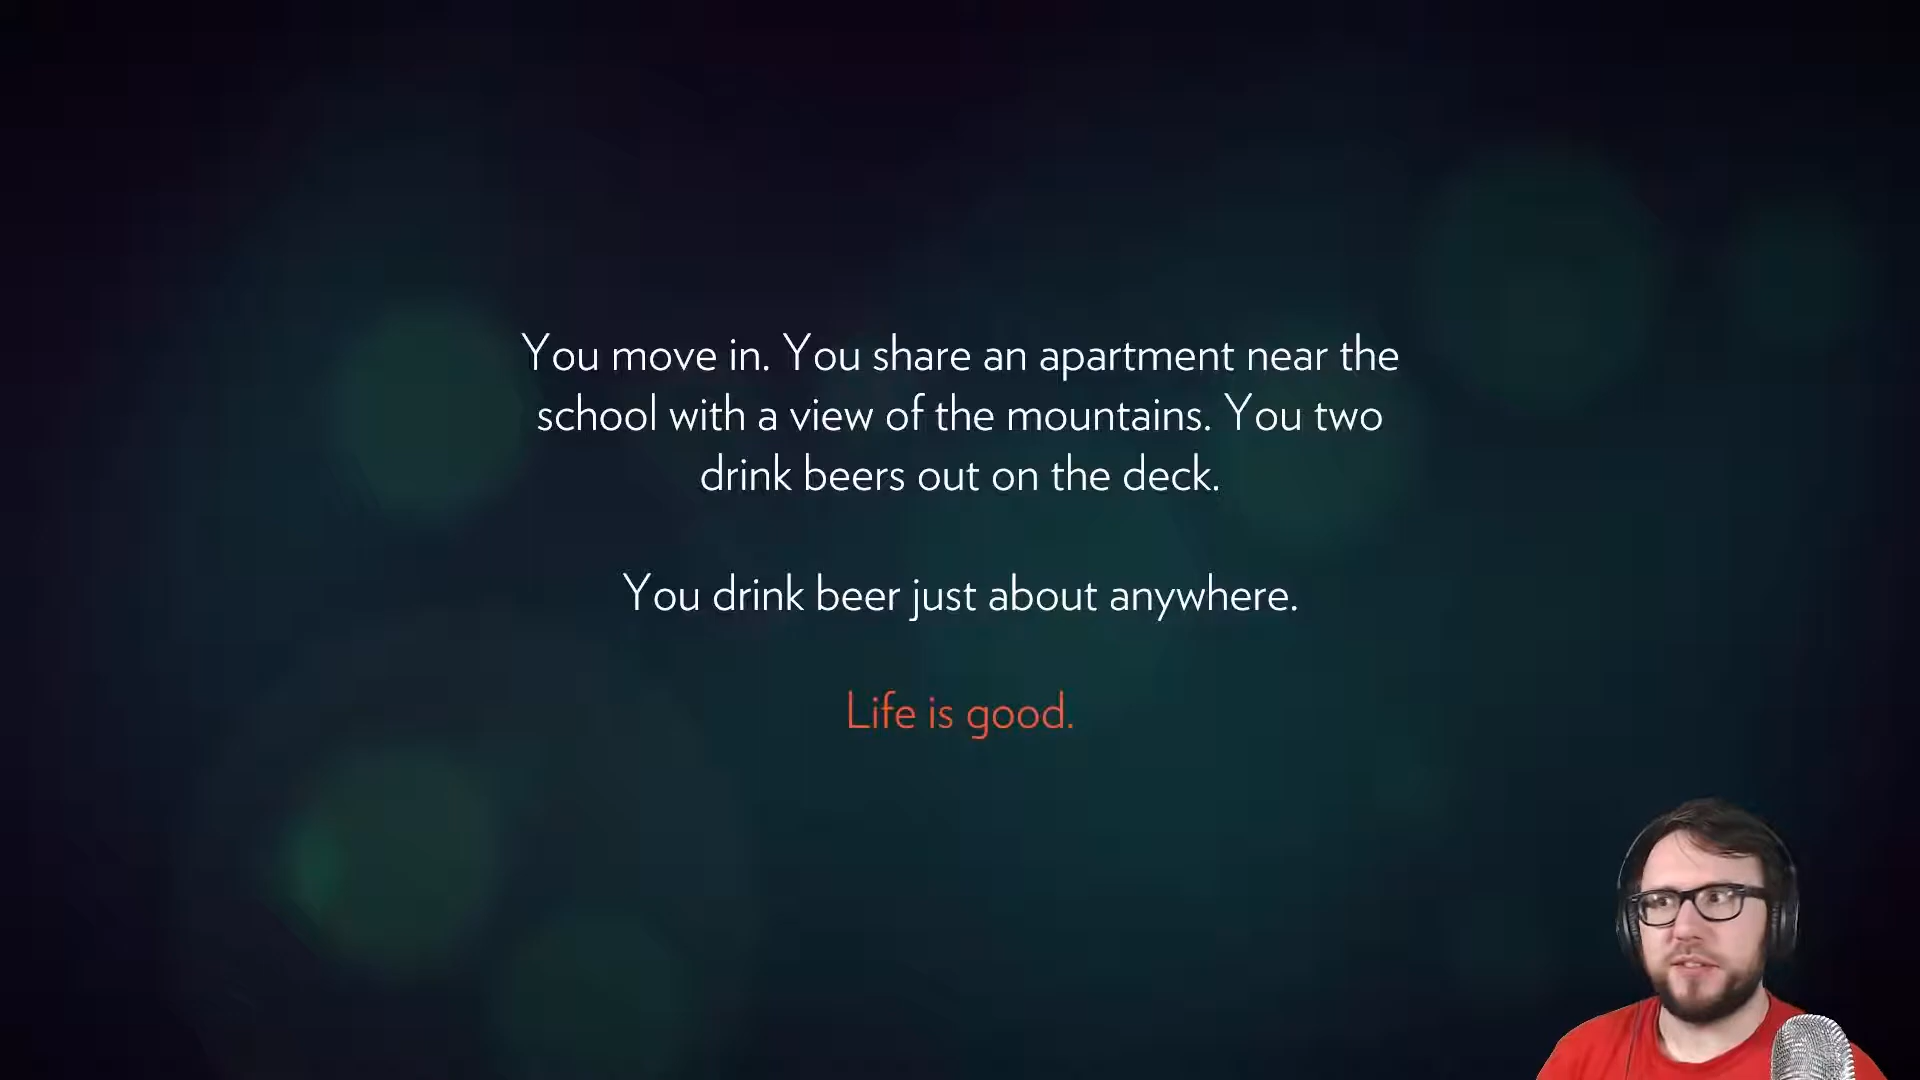 You move in. You share an apartment near the
school with a view of the mountains. You two
drink beers out on the deck.
You drink beer just about anywhere.
Life is good.